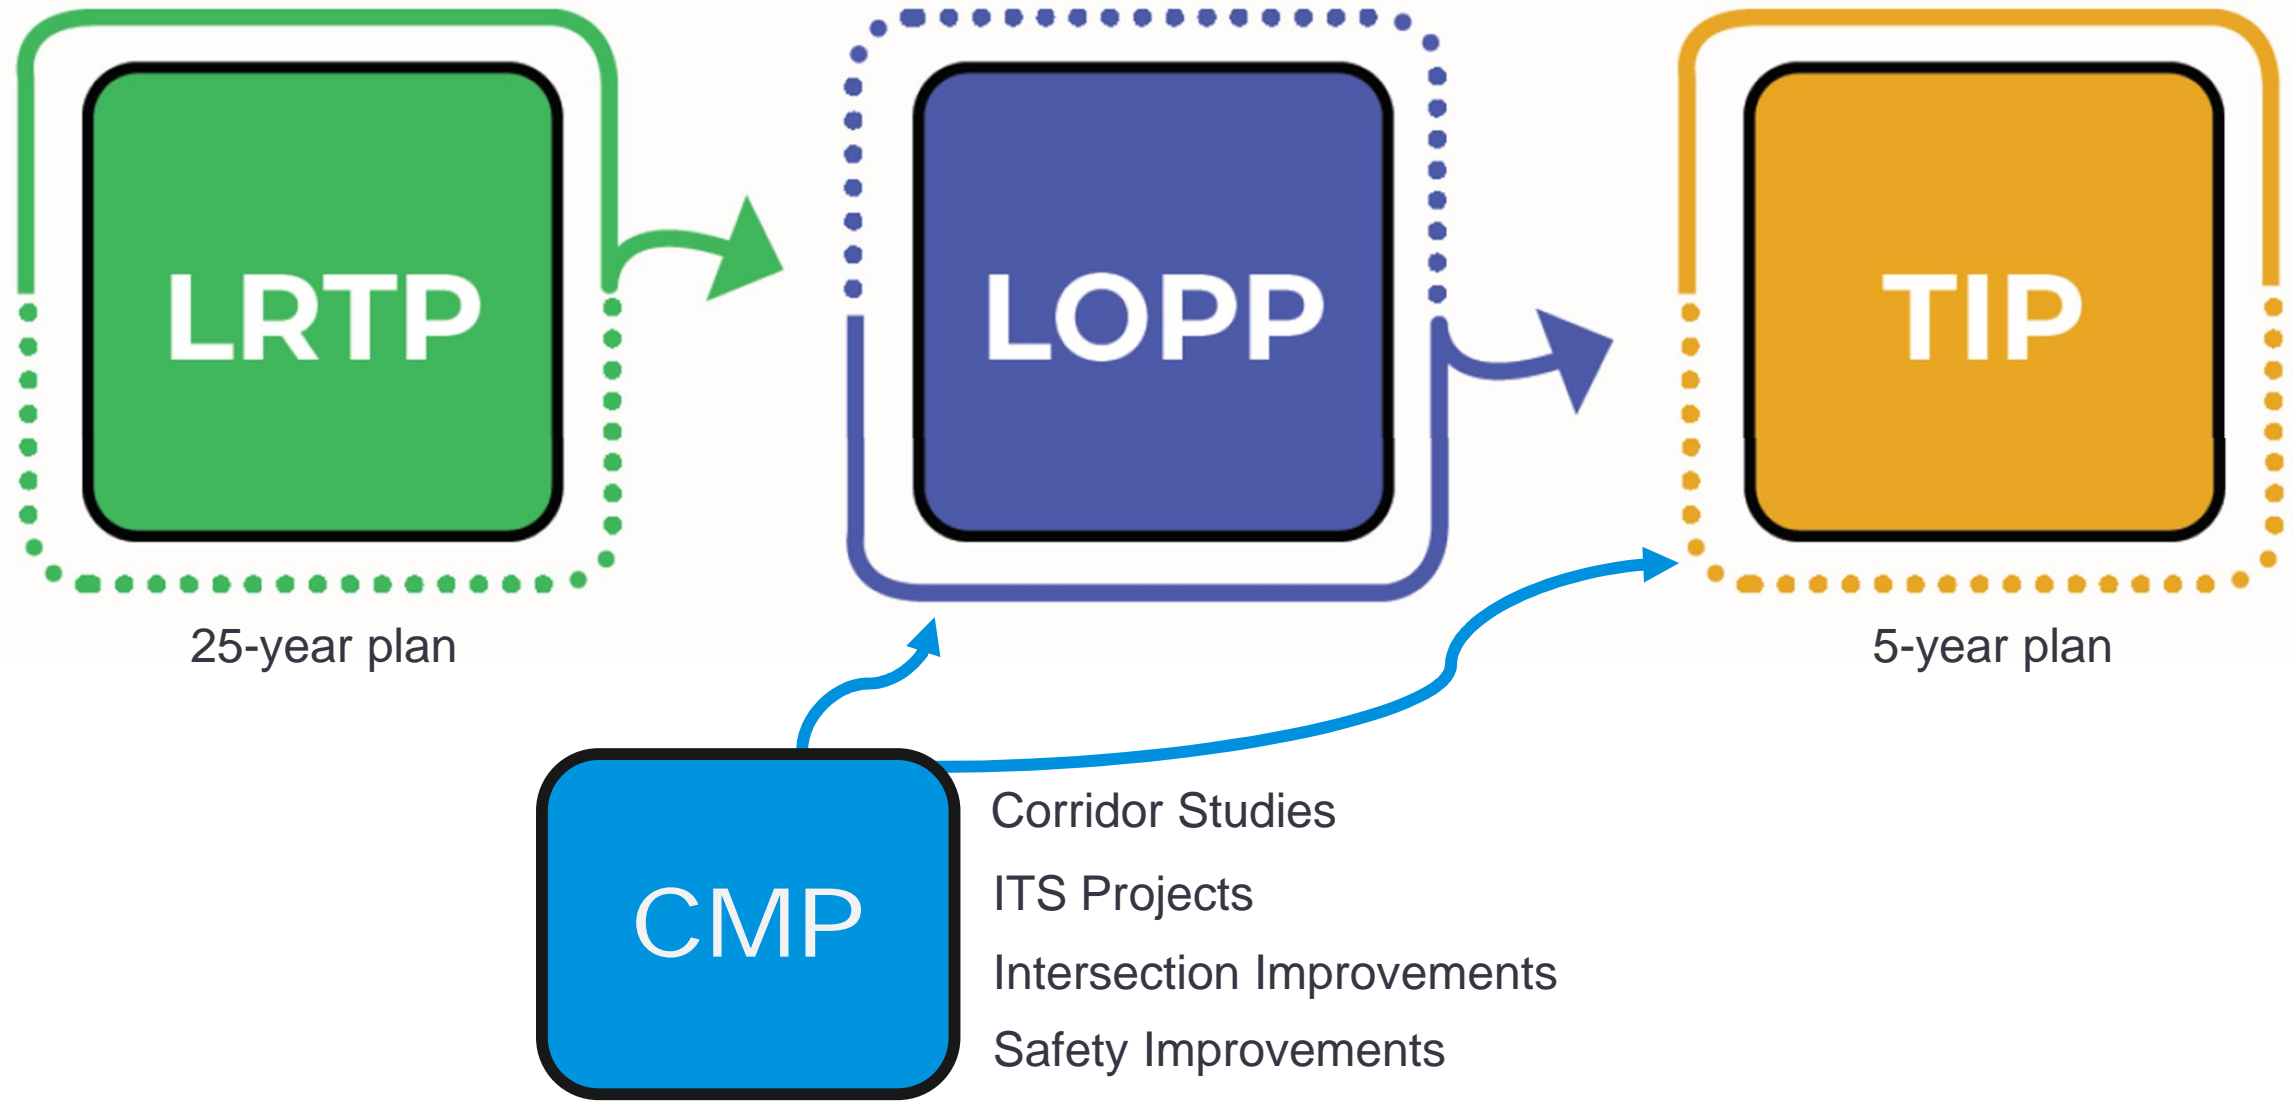 LRTP
LOPP
TIP
25-year plan
5-year plan
CMP
Corridor Studies
ITS Projects
Intersection Improvements
Safety Improvements